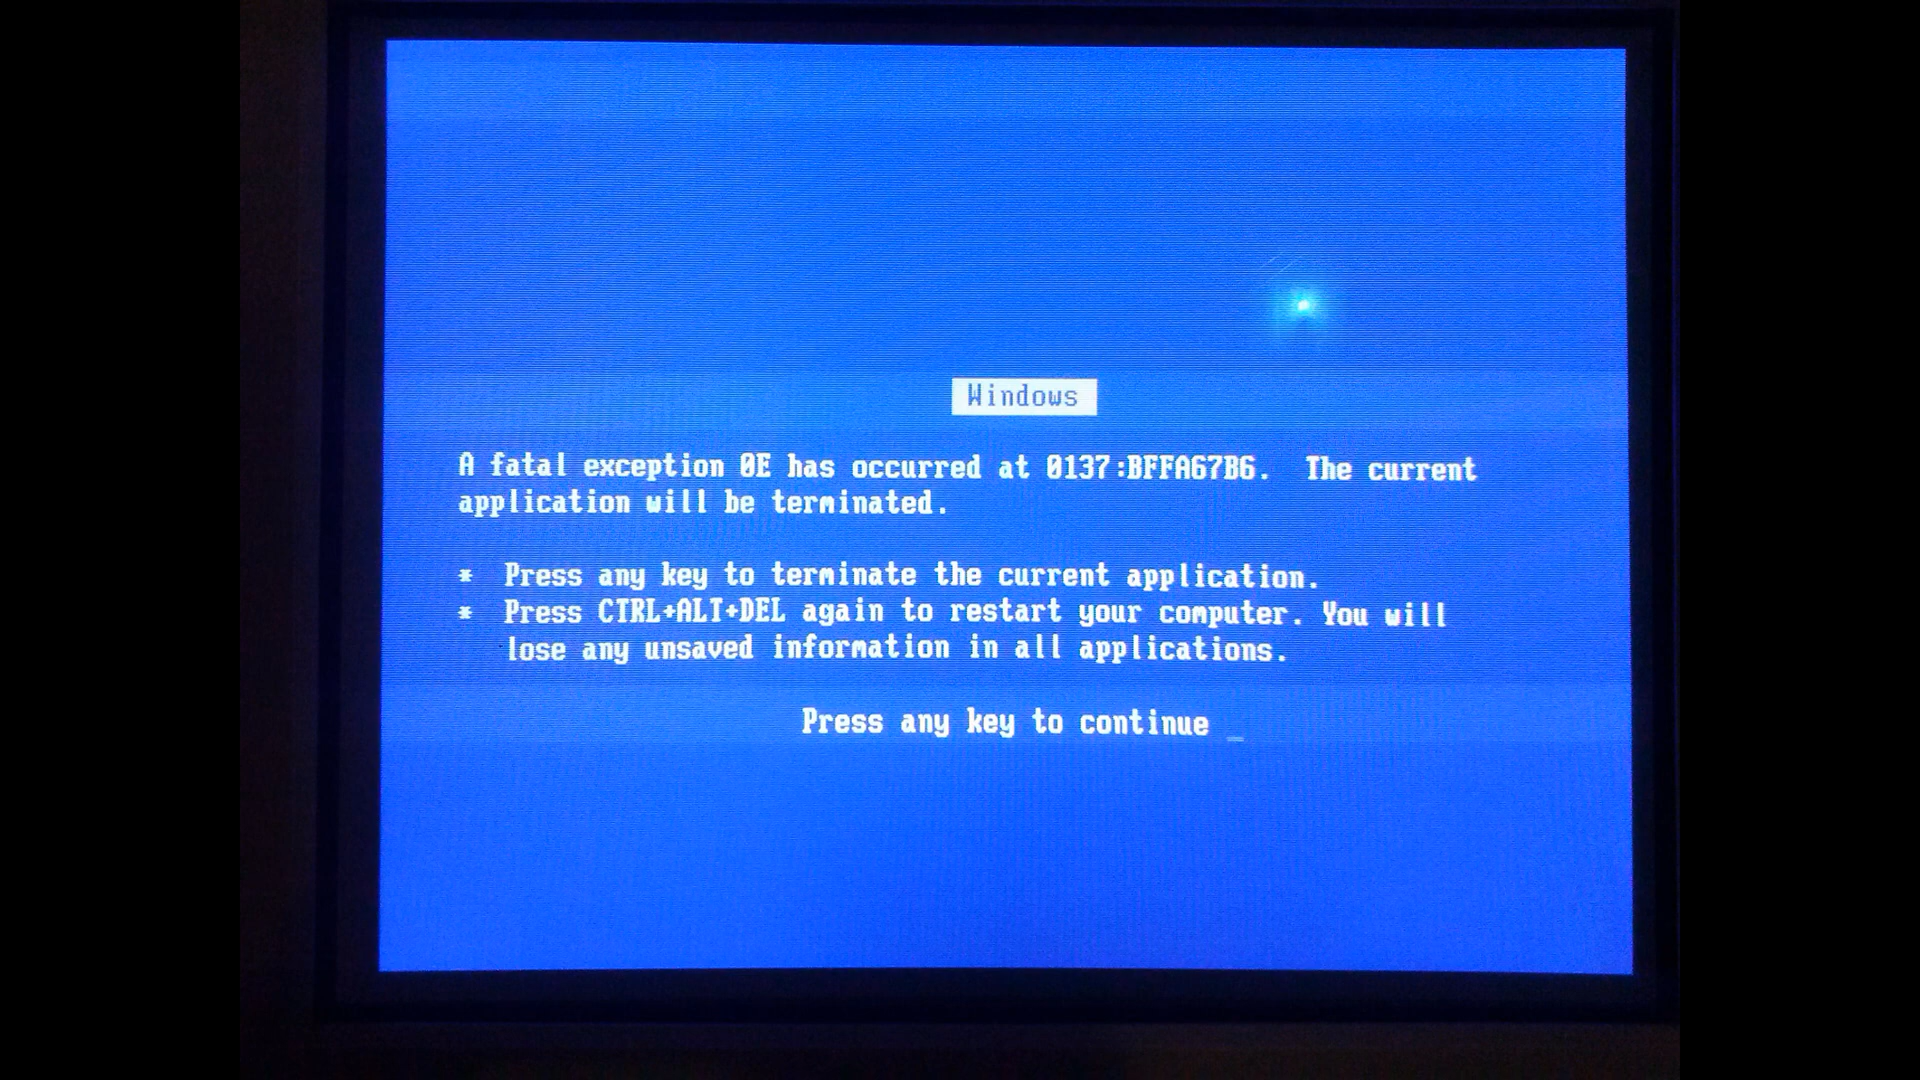 Windows
A fatal exception 0E has occurred at 0137:BFFA67B6.  The current
application will be terminated.
*  Press any key to terminate the current application.
*  Press CTRL+ALT+DEL again to restart your computer. You will
lose any unsaved information in all applications.
Press any key to continue _